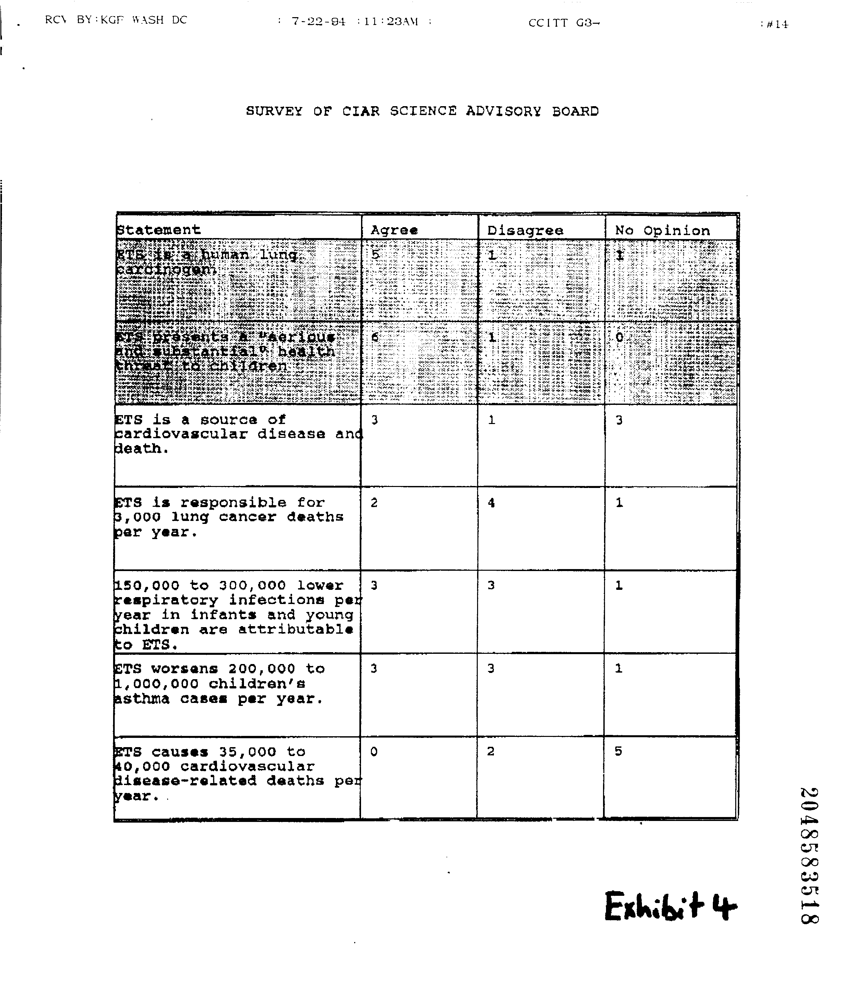 RCV BY:KGF WASH DC : 7-22-94 :11:23AM : CCITT G3→ :#14
SURVEY OF CIAR SCIENCE ADVISORY BOARD
Statement Agree Disagree No Opinion
ETS is a human lung 5 1 1
carcinogen.
ETS presents a "serious 6 1 0
and substantial" health
threat to children
ETS is a source of 3 1 3
cardiovascular disease and
death.
ETS is responsible for 2 4 1
3,000 lung cancer deaths
per year.
150,000 to 300,000 lower 3 3 1
respiratory infections per
year in infants and young
children are attributable
to ETS.
ETS worsens 200,000 to 3 3 1
1,000,000 children's
asthma cases per year.
ETS causes 35,000 to 0 2 5
40,000 cardiovascular
disease-related deaths per
year.
Exhibit 4
2048583518